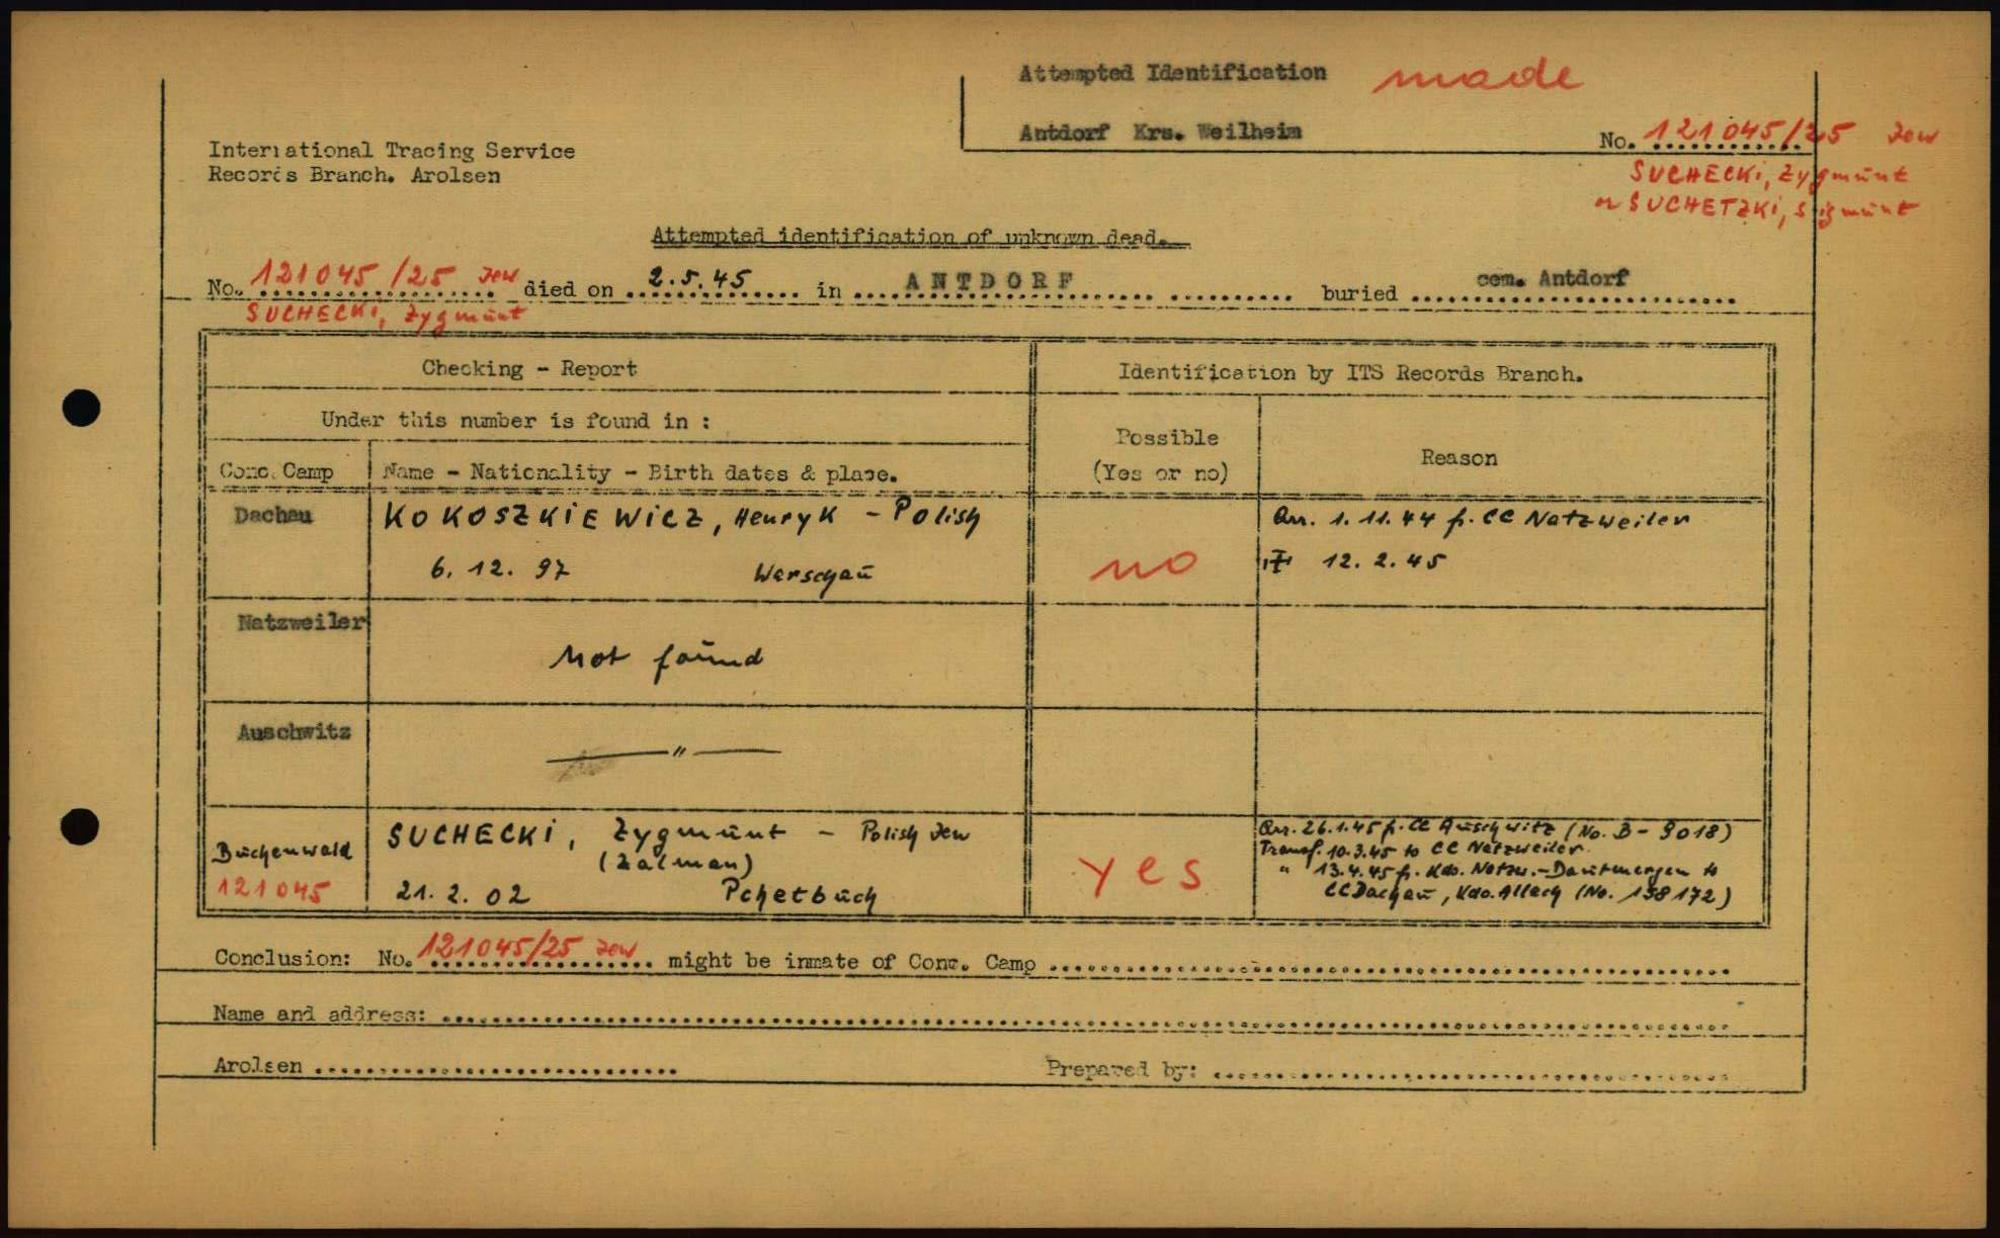 Attempted Identification made
Antdorf Krs. Weilheim
No. 121045/25 Jew
SUCHECKI, Zygmunt
or SUCHETZKI, Sigmunt
International Tracing Service
Records Branch. Arolsen
Attempted identification of unknown dead.
No. 121045/25 Jew died on 2.5.45 in ANTDORF buried cem. Antdorf
SUCHECKI, Zygmunt
Checking - Report
Identification by ITS Records Branch.
Under this number is found in :
Possible
(Yes or no)
Reason
Conc. Camp
Name - Nationality - Birth dates & place.
Dachau
KOKOSZKIEWICZ, Henryk - Polish
6. 12. 97 Warschau
no
Arr. 1. 11. 44 f. CC Natzweiler
12. 2. 45
Natzweiler
not found
Auschwitz
—— " ——
Buchenwald
121045
SUCHECKI, Zygmunt - Polish Jew
(Zalman)
21. 2. 02 Pchetbuch
yes
Arr. 26.1.45 f. CC Auschwitz (No. B-9018)
Transf. 10.3.45 to CC Natzweiler
" 13.4.45 f. Kdo. Natzw.-Dautmergen to
CC Dachau, Kdo. Allach (No. 158172)
Conclusion: No. 121045/25 Jew might be inmate of Conc. Camp
Name and address:
Arolsen
Prepared by: